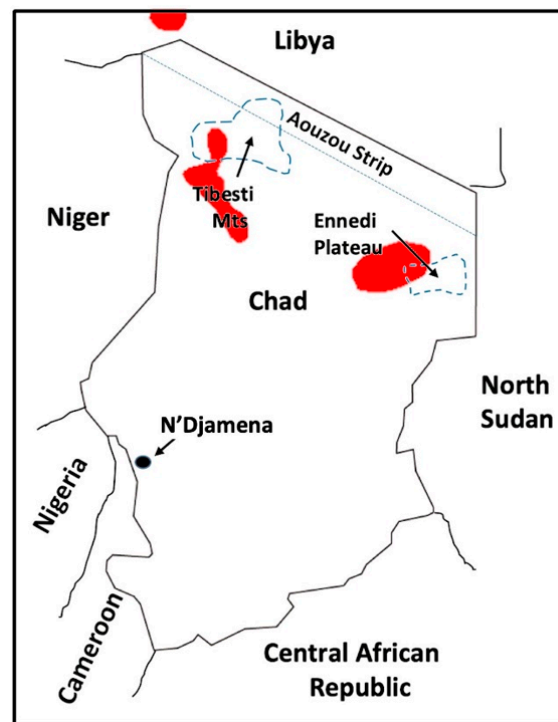 Libya
Aouzou Strip
Tibesti
Mts
Niger
Ennedi
Plateau
Chad
North
Sudan
N'Djamena
Nigeria
Cameroon
Central African
Republic